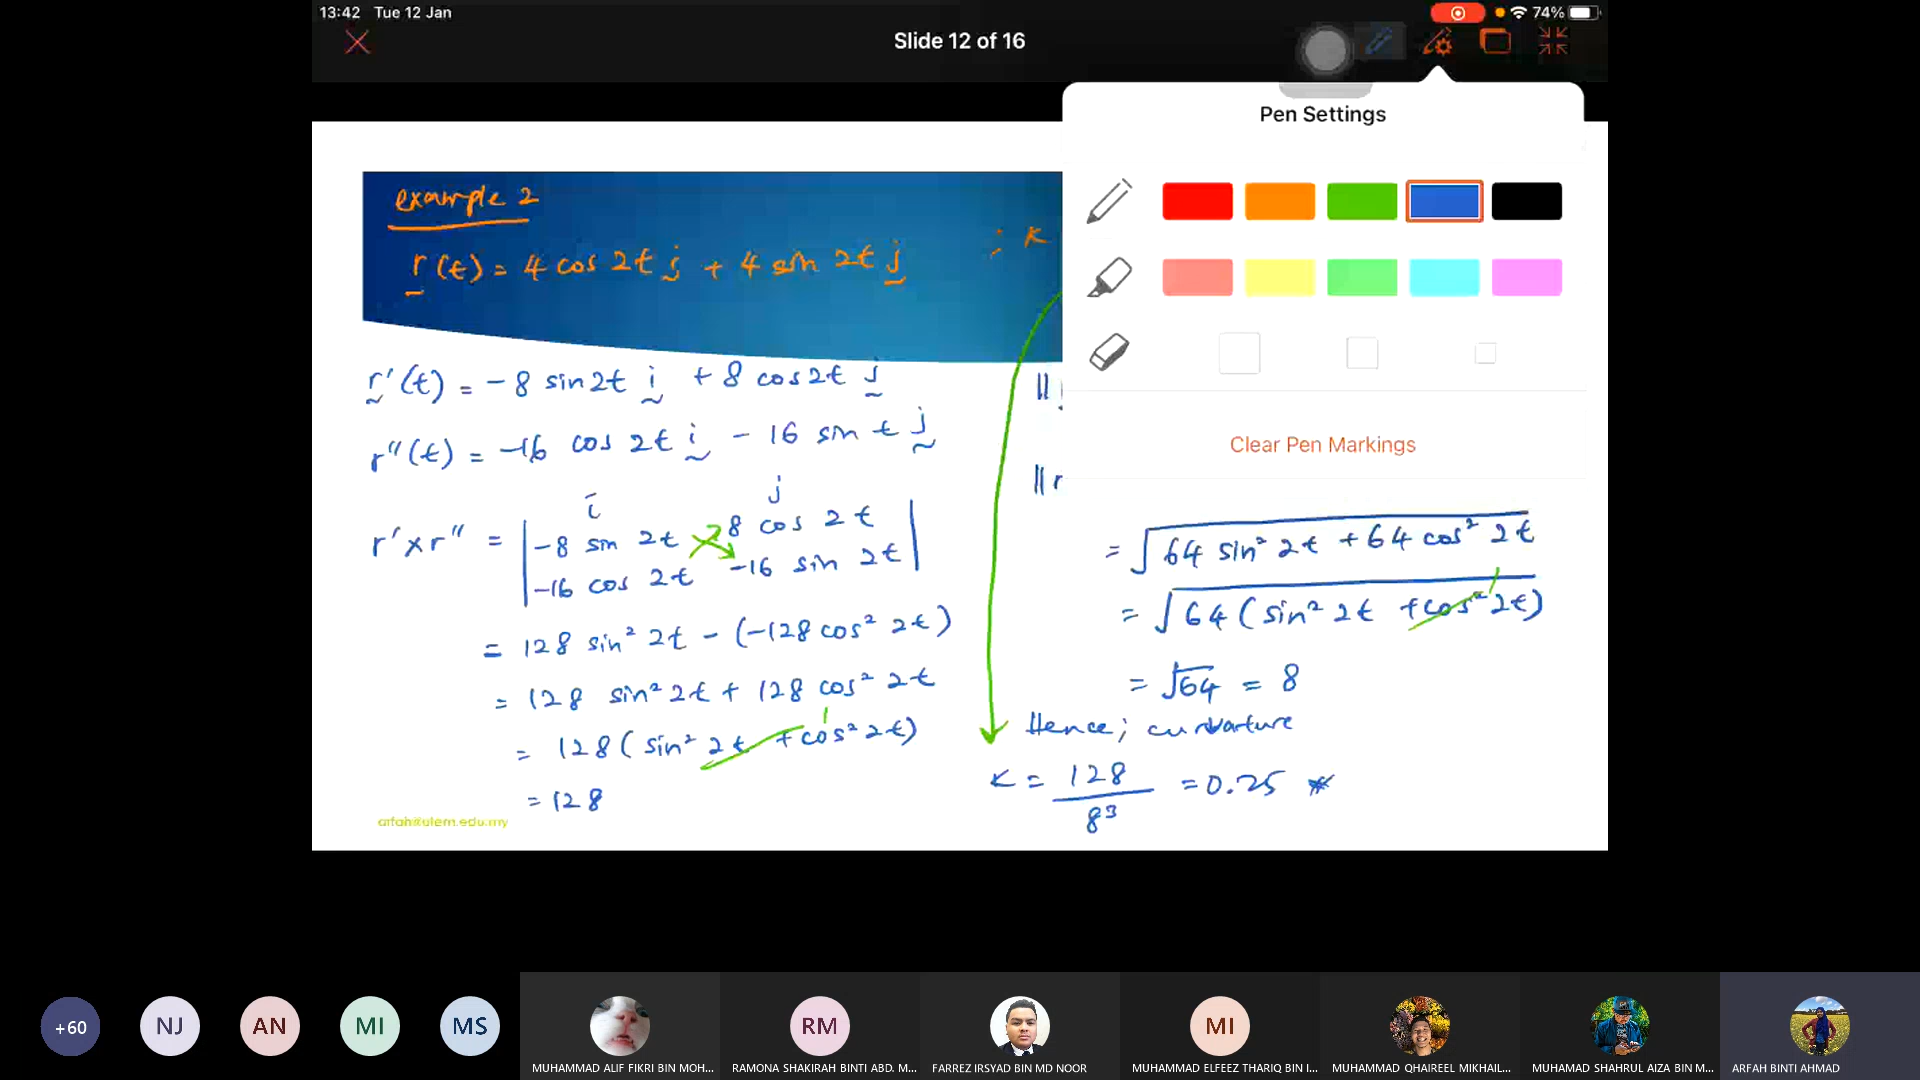 13:42 Tue 12 Jan
74%
Slide 12 of 16
Pen Settings
example 2
r(t) = 4 cos 2t j + 4 sin 2t j ; K
Clear Pen Markings
r'(t) = -8 sin 2t i + 8 cos 2t j
r''(t) = -16 cos 2t i - 16 sin t j
i j
r' x r'' = | -8 sin 2t 8 cos 2t |
| -16 cos 2t -16 sin 2t |
= 128 sin² 2t - (-128 cos² 2t)
= 128 sin² 2t + 128 cos² 2t
1
= 128 ( sin² 2t + cos² 2t)
= 128
||
|| r
= √64 sin² 2t + 64 cos² 2t
1
= √64 ( sin² 2t + cos² 2t)
= √64 = 8
Hence; curvature
K = 128 / 8³ = 0.25 *
arfah@ulem.edu.my
+60
NJ
AN
MI
MS
RM
MI
MUHAMMAD ALIF FIKRI BIN MOH...
RAMONA SHAKIRAH BINTI ABD. M...
FARREZ IRSYAD BIN MD NOOR
MUHAMMAD ELFEEZ THARIQ BIN I...
MUHAMMAD QHAIREEL MIKHAIL...
MUHAMAD SHAHRUL AIZA BIN M...
ARFAH BINTI AHMAD